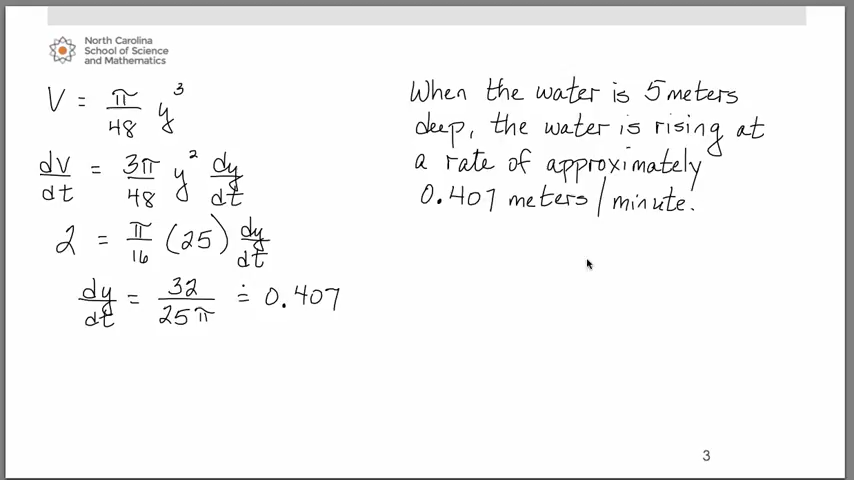 North Carolina
School of Science
and Mathematics
V = π/48 y³
dV/dt = 3π/48 y² dy/dt
2 = π/16 (25) dy/dt
dy/dt = 32/25π ≐ 0.407
When the water is 5 meters
deep, the water is rising at
a rate of approximately
0.407 meters/minute.
3